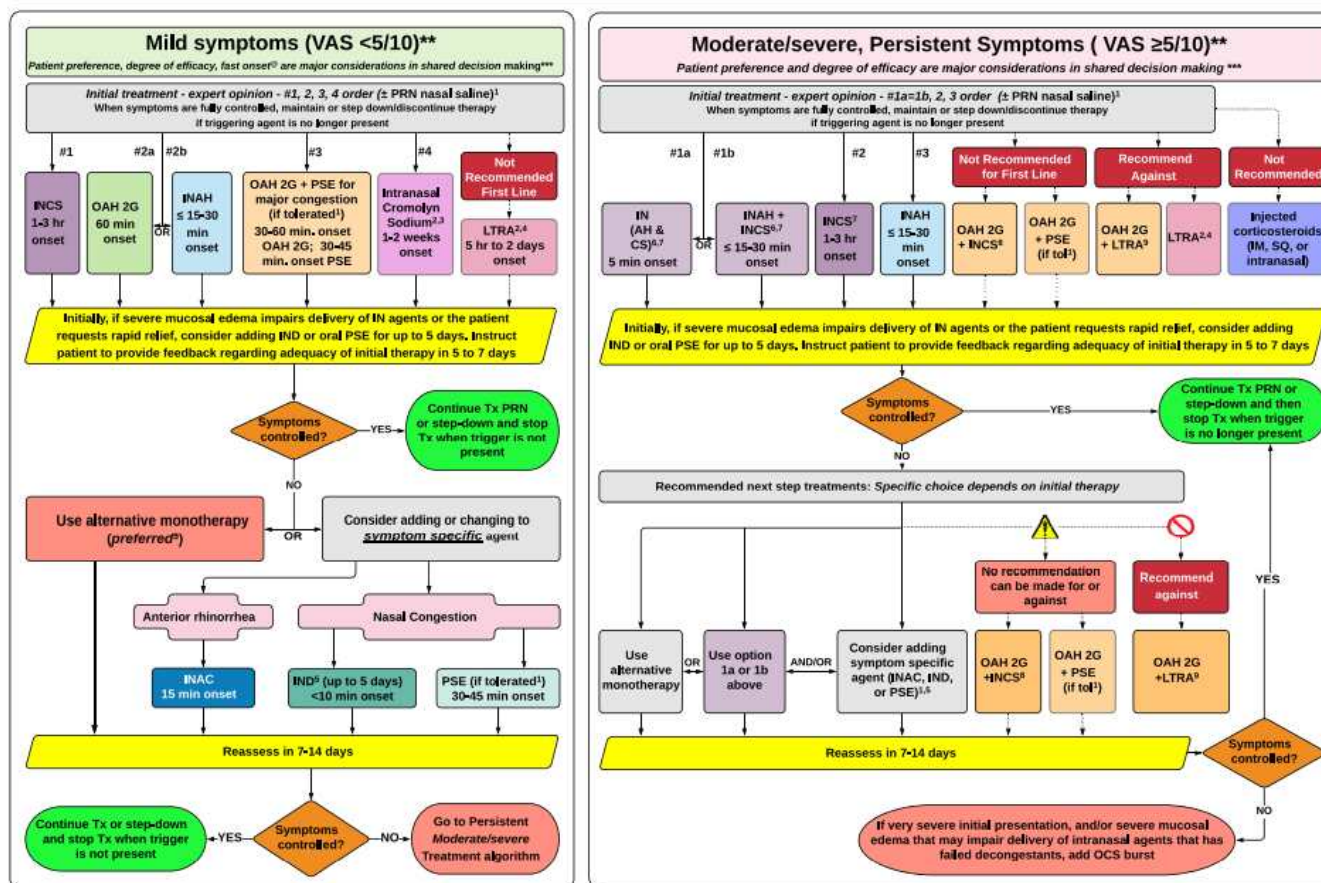 Mild symptoms (VAS <5/10)**
Patient preference, degree of efficacy, fast onset@ are major considerations in shared decision making***
Initial treatment - expert opinion - #1, 2, 3, 4 order (± PRN nasal saline)1
When symptoms are fully controlled, maintain or step down/discontinue therapy
if triggering agent is no longer present
#1
#2a
#2b
#3
#4
Not
Recommended
First Line
INCS
1-3 hr
onset
OAH 2G
60 min
onset
OR
INAH
≤ 15-30
min
onset
OAH 2G + PSE for
major congestion
(if tolerated1)
30-60 min. onset
OAH 2G; 30-45
min. onset PSE
Intranasal
Cromolyn
Sodium2,3
1-2 weeks
onset
LTRA2,4
5 hr to 2 days
onset
Initially, if severe mucosal edema impairs delivery of IN agents or the patient
requests rapid relief, consider adding IND or oral PSE for up to 5 days. Instruct
patient to provide feedback regarding adequacy of initial therapy in 5 to 7 days
Symptoms
controlled?
YES
Continue Tx PRN
or step-down and stop
Tx when trigger is not
present
NO
Use alternative monotherapy
(preferred5)
OR
Consider adding or changing to
symptom specific agent
Anterior rhinorrhea
Nasal Congestion
INAC
15 min onset
IND5 (up to 5 days)
<10 min onset
PSE (if tolerated1)
30-45 min onset
Reassess in 7-14 days
Continue Tx or step-down
and stop Tx when trigger
is not present
YES
Symptoms
controlled?
NO
Go to Persistent
Moderate/severe
Treatment algorithm
Moderate/severe, Persistent Symptoms ( VAS ≥5/10)**
Patient preference and degree of efficacy are major considerations in shared decision making ***
Initial treatment - expert opinion - #1a=1b, 2, 3 order (± PRN nasal saline)1
When symptoms are fully controlled, maintain or step down/discontinue therapy
if triggering agent is no longer present
#1a
#1b
#2
#3
Not Recommended
for First Line
Recommend
Against
Not
Recommended
IN
(AH &
CS)6,7
5 min onset
OR
INAH +
INCS6,7
≤ 15-30 min
onset
INCS7
1-3 hr
onset
INAH
≤ 15-30
min
onset
OAH 2G
+ INCS8
OAH 2G
+ PSE
(if tol1)
OAH 2G
+ LTRA9
LTRA2,4
Injected
corticosteroids
(IM, SQ, or
intranasal)
Initially, if severe mucosal edema impairs delivery of IN agents or the patient requests rapid relief, consider adding
IND or oral PSE for up to 5 days. Instruct patient to provide feedback regarding adequacy of initial therapy in 5 to 7 days
Symptoms
controlled?
YES
Continue Tx PRN or
step-down and then
stop Tx when trigger
is no longer present
NO
Recommended next step treatments: Specific choice depends on initial therapy
No recommendation
can be made for or
against
Recommend
against
YES
Use
alternative
monotherapy
OR
Use option
1a or 1b
above
AND/OR
Consider adding
symptom specific
agent (INAC, IND,
or PSE)1,5
OAH 2G
+INCS8
OAH 2G
+ PSE
(if tol1)
OAH 2G
+LTRA9
Reassess in 7-14 days
Symptoms
controlled?
NO
If very severe initial presentation, and/or severe mucosal
edema that may impair delivery of intranasal agents that has
failed decongestants, add OCS burst